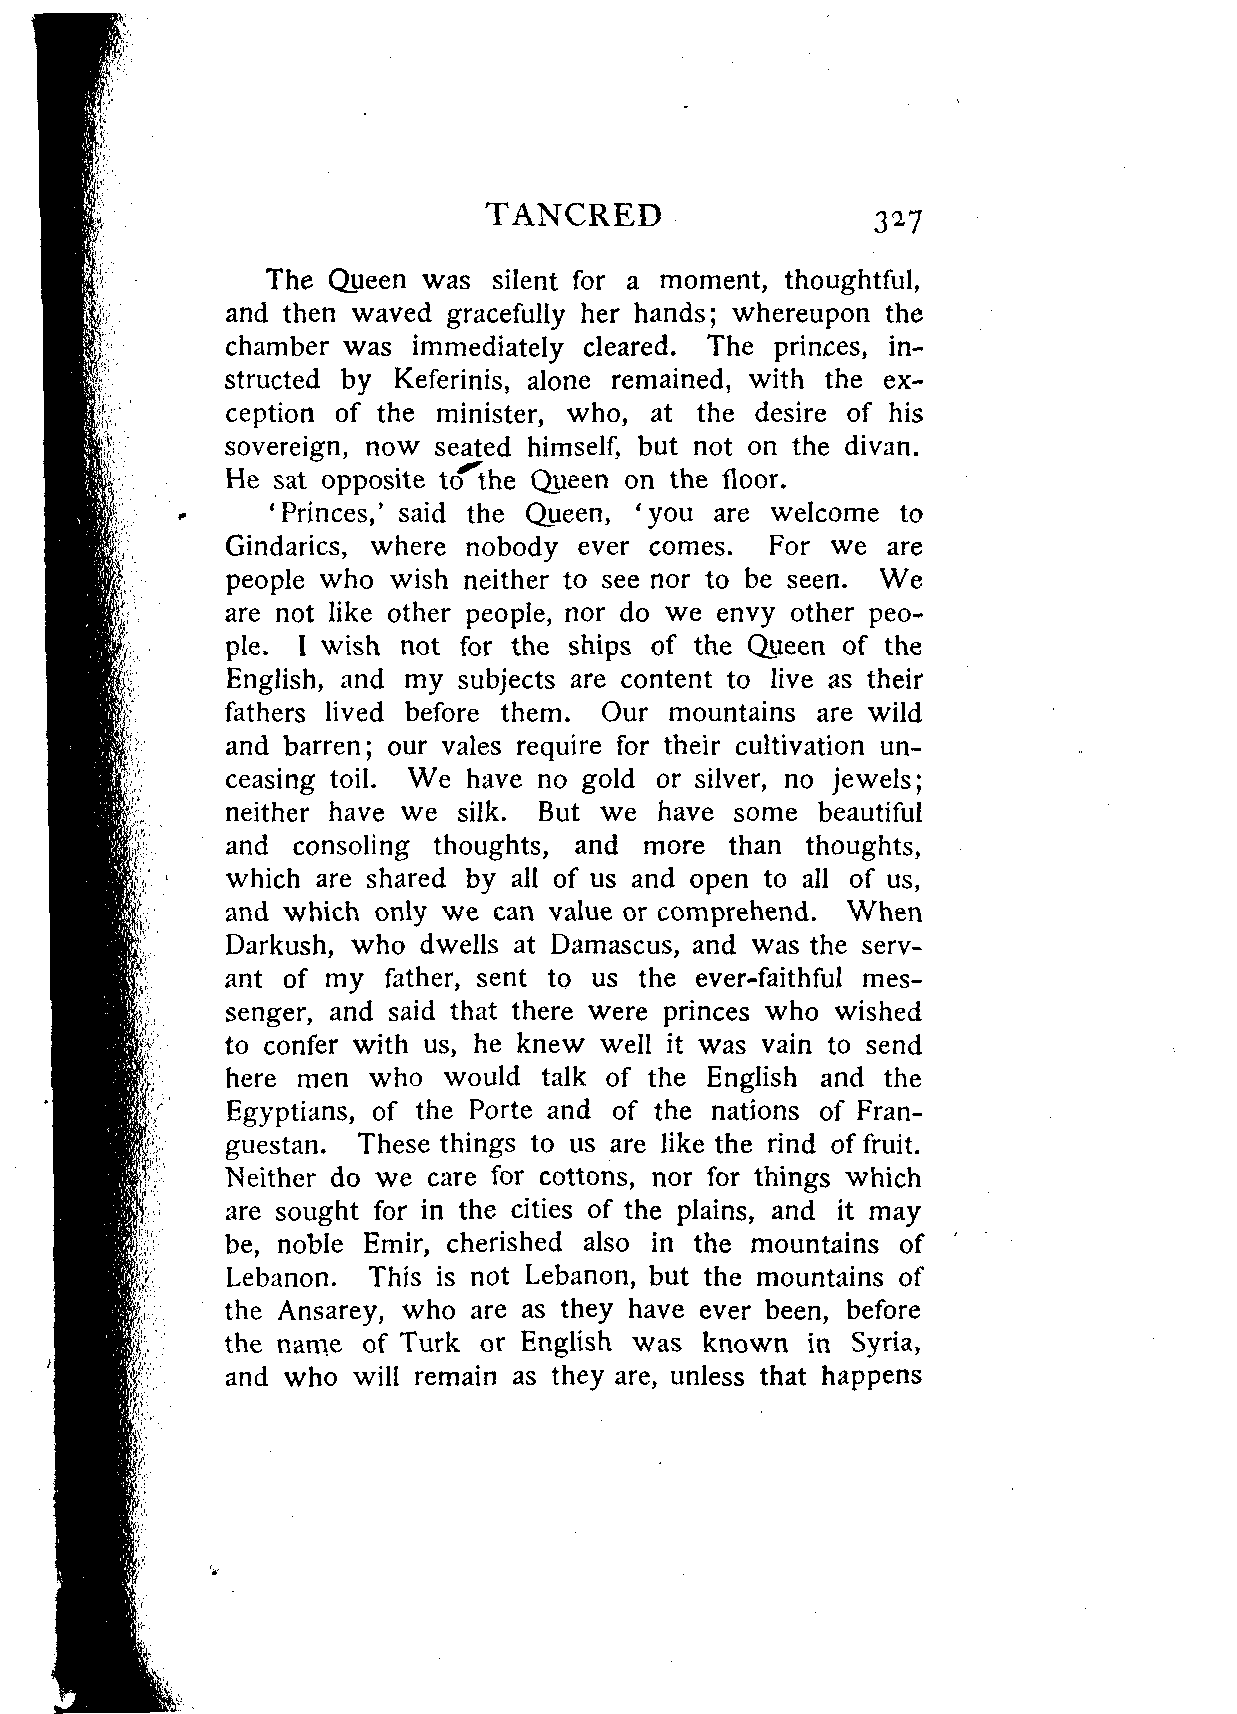 TANCRED 327
The Queen was silent for a moment, thoughtful,
and then waved gracefully her hands; whereupon the
chamber was immediately cleared. The princes, in-
structed by Keferinis, alone remained, with the ex-
ception of the minister, who, at the desire of his
sovereign, now seated himself, but not on the divan.
He sat opposite to the Queen on the floor.
'Princes,' said the Queen, 'you are welcome to
Gindarics, where nobody ever comes. For we are
people who wish neither to see nor to be seen. We
are not like other people, nor do we envy other peo-
ple. I wish not for the ships of the Queen of the
English, and my subjects are content to live as their
fathers lived before them. Our mountains are wild
and barren; our vales require for their cultivation un-
ceasing toil. We have no gold or silver, no jewels;
neither have we silk. But we have some beautiful
and consoling thoughts, and more than thoughts,
which are shared by all of us and open to all of us,
and which only we can value or comprehend. When
Darkush, who dwells at Damascus, and was the serv-
ant of my father, sent to us the ever-faithful mes-
senger, and said that there were princes who wished
to confer with us, he knew well it was vain to send
here men who would talk of the English and the
Egyptians, of the Porte and of the nations of Fran-
guestan. These things to us are like the rind of fruit.
Neither do we care for cottons, nor for things which
are sought for in the cities of the plains, and it may
be, noble Emir, cherished also in the mountains of
Lebanon. This is not Lebanon, but the mountains of
the Ansarey, who are as they have ever been, before
the name of Turk or English was known in Syria,
and who will remain as they are, unless that happens